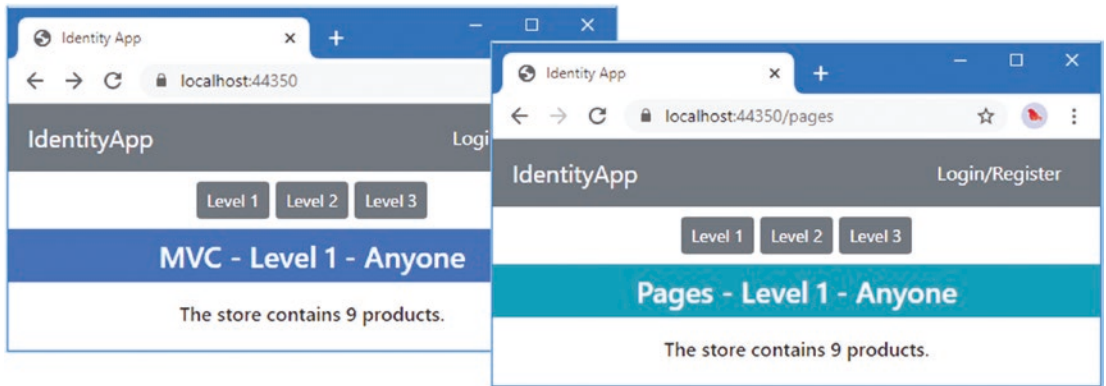 Identity App
localhost:44350
IdentityApp
Logi
Level 1 Level 2 Level 3
MVC - Level 1 - Anyone
The store contains 9 products.
Identity App
localhost:44350/pages
IdentityApp Login/Register
Level 1 Level 2 Level 3
Pages - Level 1 - Anyone
The store contains 9 products.